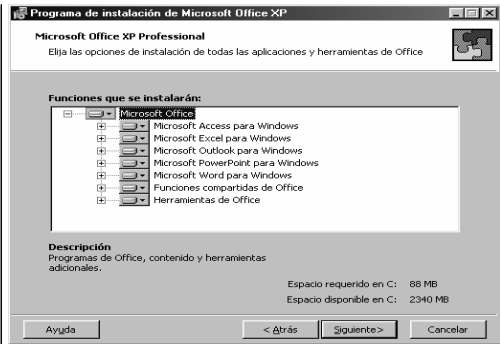 Programa de instalación de Microsoft Office XP
Microsoft Office XP Professional
Elija las opciones de instalación de todas las aplicaciones y herramientas de Office
Funciones que se instalarán:
Microsoft Office
Microsoft Access para Windows
Microsoft Excel para Windows
Microsoft Outlook para Windows
Microsoft PowerPoint para Windows
Microsoft Word para Windows
Funciones compartidas de Office
Herramientas de Office
Descripción
Programas de Office, contenido y herramientas
adicionales.
Espacio requerido en C: 88 MB
Espacio disponible en C: 2340 MB
Ayuda < Atrás Siguiente > Cancelar